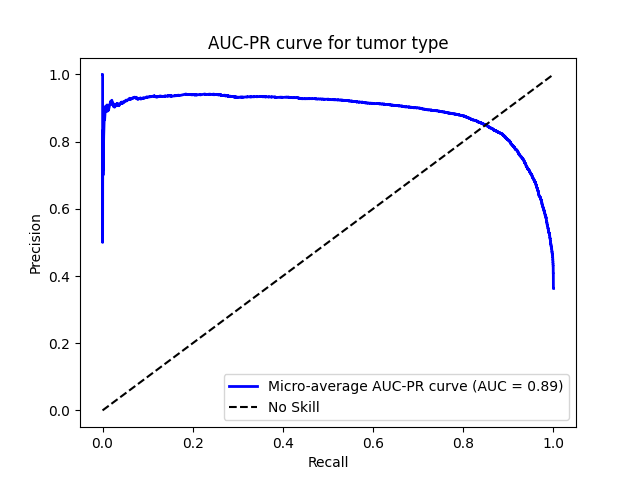 AUC-PR curve for tumor type
1.0
0.8
0.6
0.4
0.2
0.0
Precision
Micro-average AUC-PR curve (AUC = 0.89)
No Skill
0.0 0.2 0.4 0.6 0.8 1.0
Recall